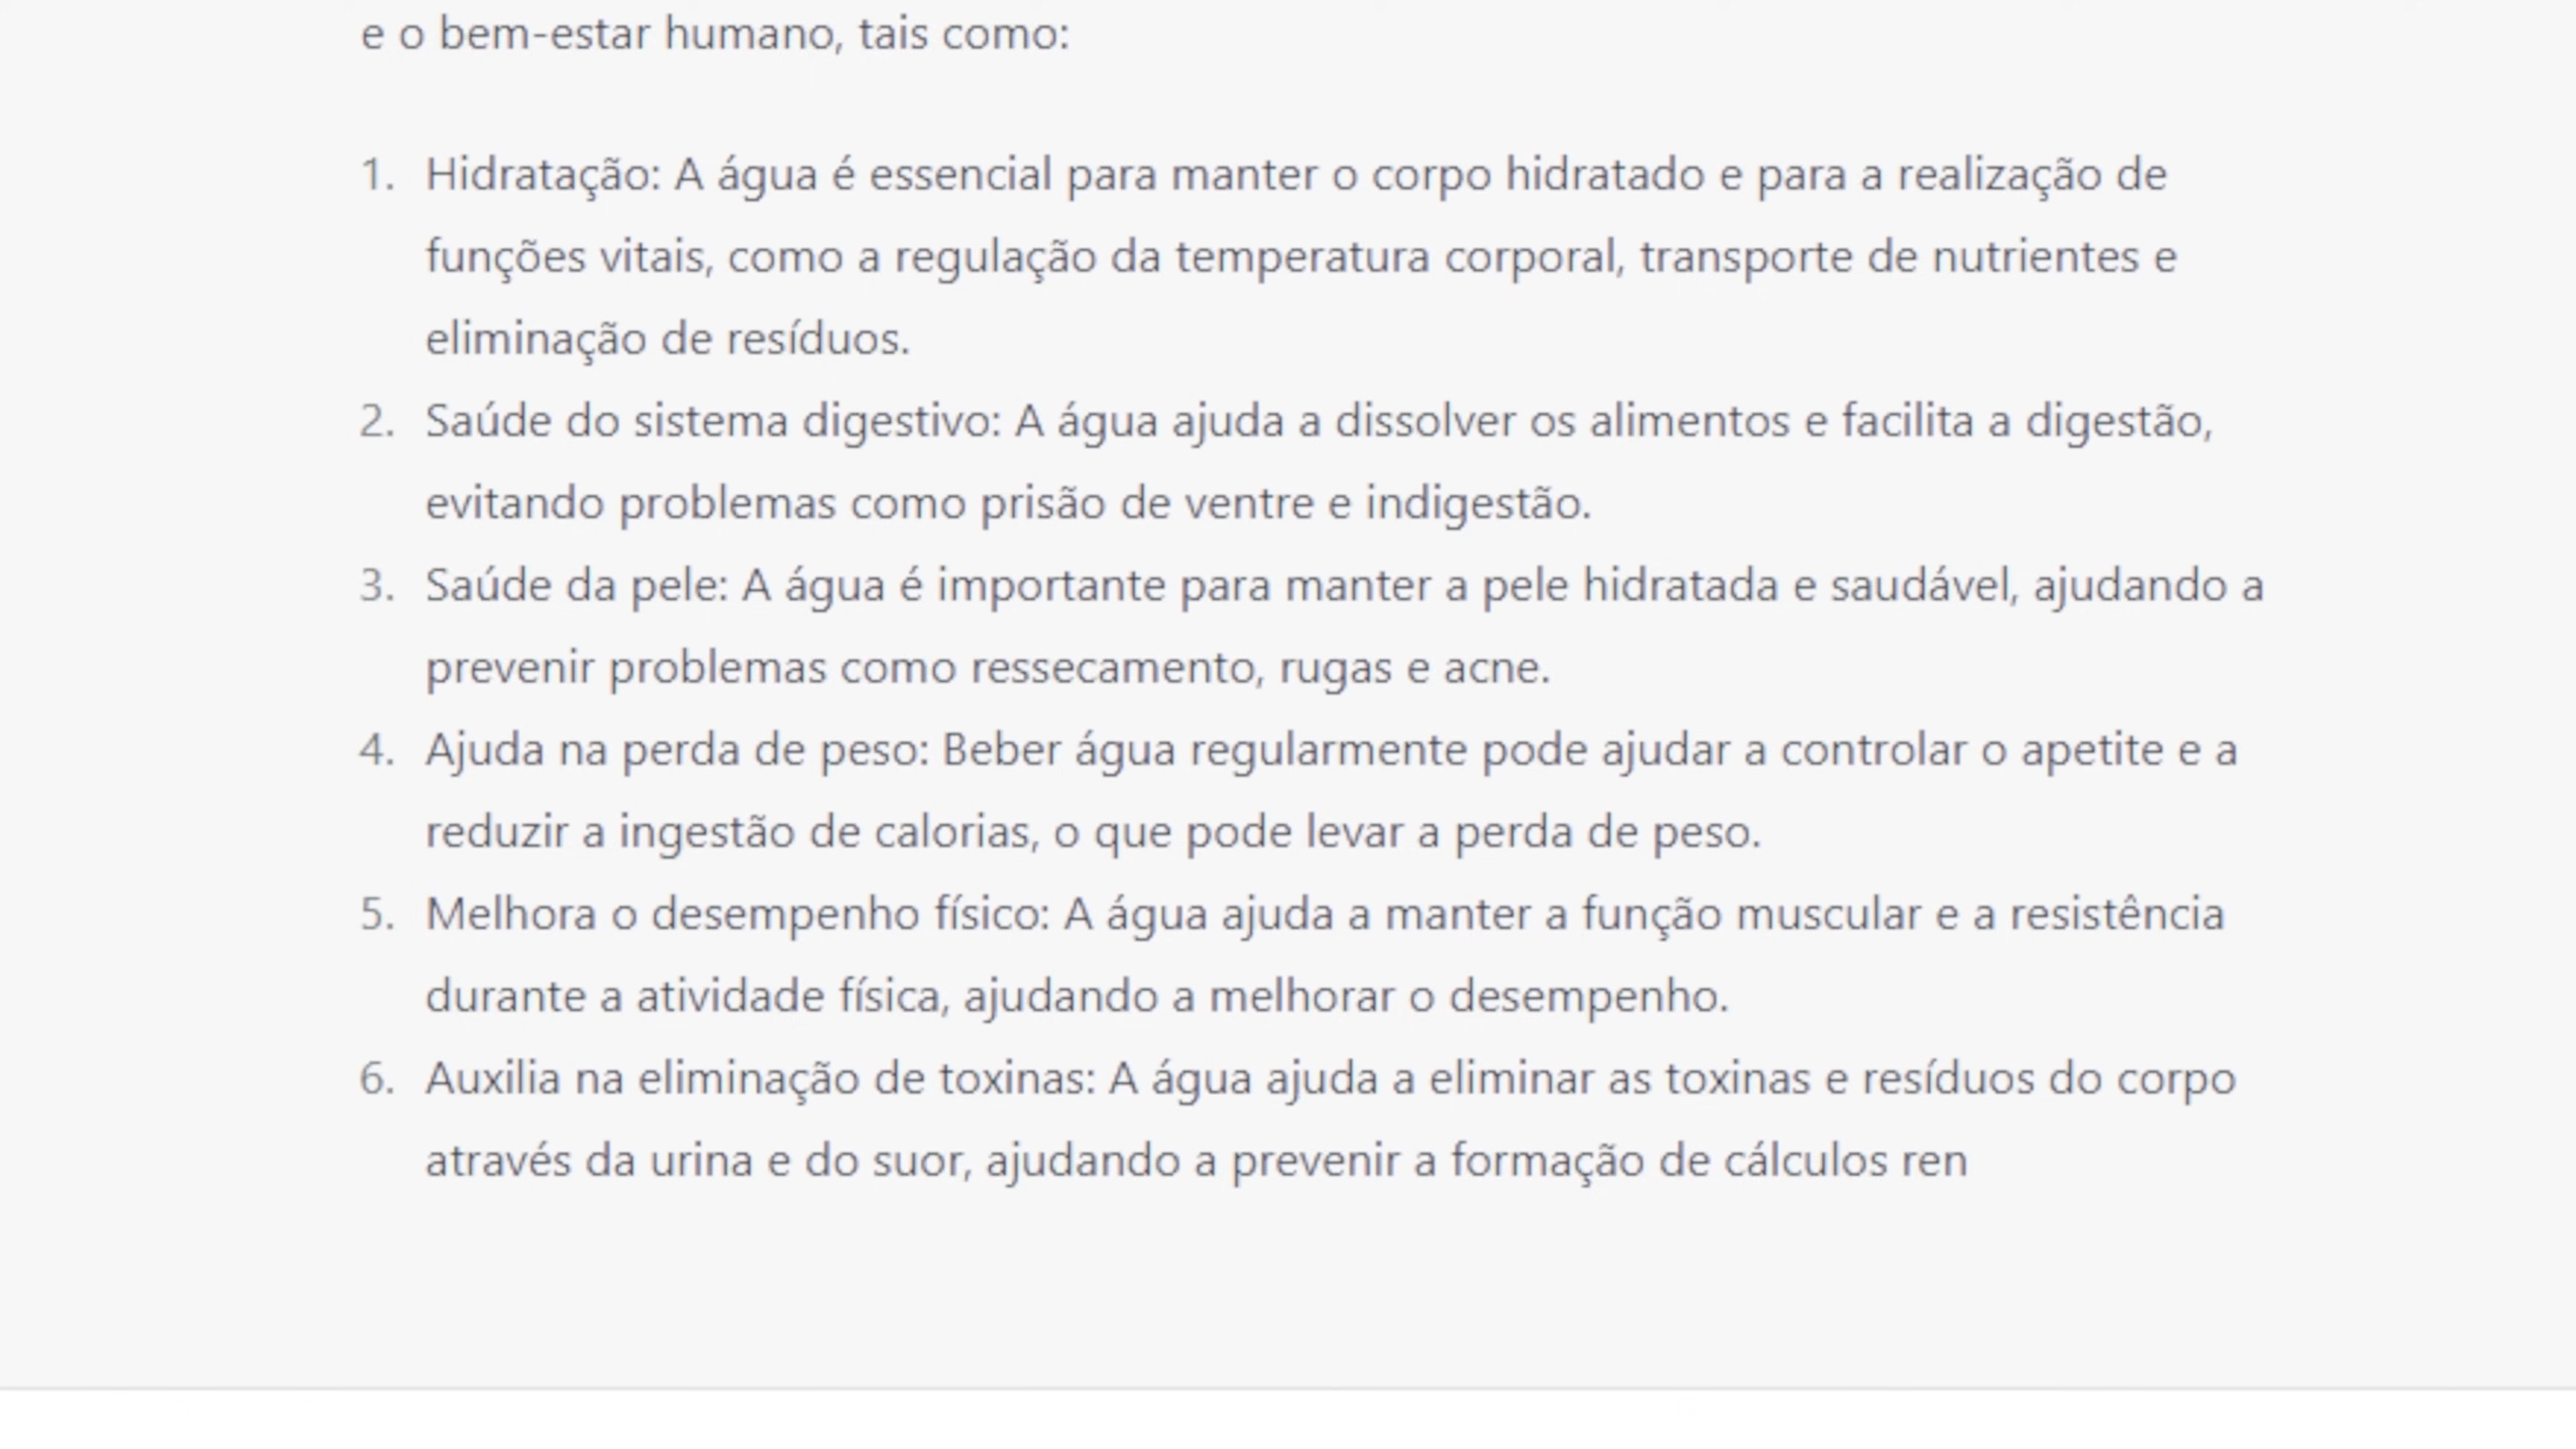 e o bem-estar humano, tais como:
1. Hidratação: A água é essencial para manter o corpo hidratado e para a realização de
funções vitais, como a regulação da temperatura corporal, transporte de nutrientes e
eliminação de resíduos.
2. Saúde do sistema digestivo: A água ajuda a dissolver os alimentos e facilita a digestão,
evitando problemas como prisão de ventre e indigestão.
3. Saúde da pele: A água é importante para manter a pele hidratada e saudável, ajudando a
prevenir problemas como ressecamento, rugas e acne.
4. Ajuda na perda de peso: Beber água regularmente pode ajudar a controlar o apetite e a
reduzir a ingestão de calorias, o que pode levar a perda de peso.
5. Melhora o desempenho físico: A água ajuda a manter a função muscular e a resistência
durante a atividade física, ajudando a melhorar o desempenho.
6. Auxilia na eliminação de toxinas: A água ajuda a eliminar as toxinas e resíduos do corpo
através da urina e do suor, ajudando a prevenir a formação de cálculos ren